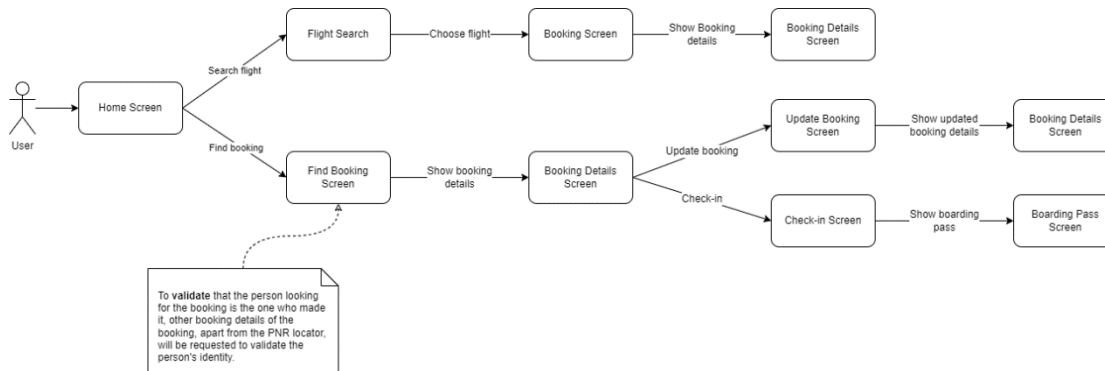 Flight Search
Choose flight
Booking Screen
Show Booking
details
Booking Details
Screen
Search flight
Home Screen
User
Find booking
Find Booking
Screen
Show booking
details
Booking Details
Screen
Update booking
Update Booking
Screen
Show updated
booking details
Booking Details
Screen
Check-in
Check-in Screen
Show boarding
pass
Boarding Pass
Screen
To validate that the person looking
for the booking is the one who made
it, other booking details of the
booking, apart from the PNR locator,
will be requested to validate the
person's identity.